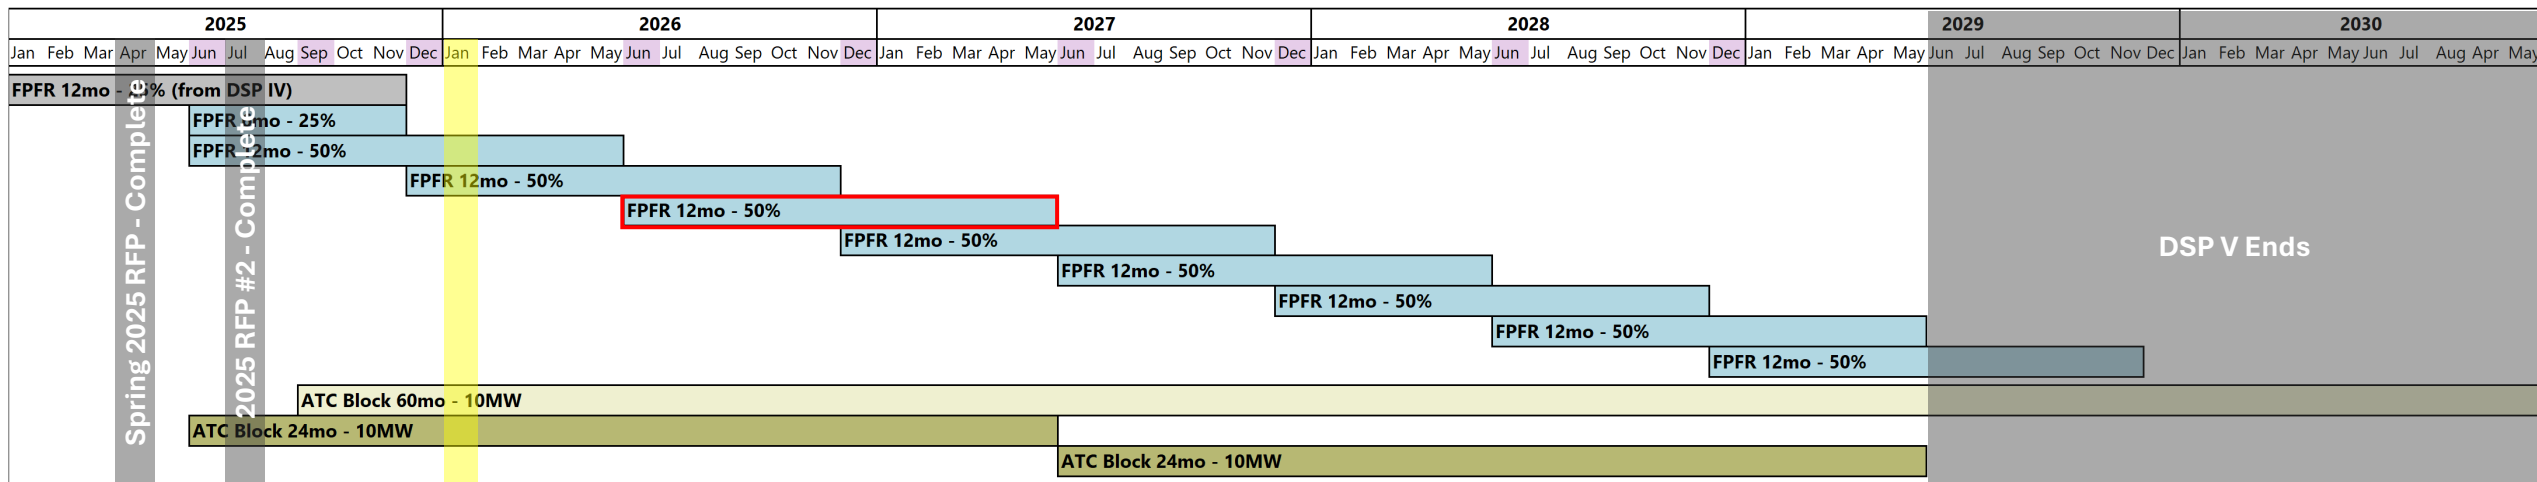 2025 2026 2027 2028 2029 2030
Jan Feb Mar Apr May Jun Jul Aug Sep Oct Nov Dec Jan Feb Mar Apr May Jun Jul Aug Sep Oct Nov Dec Jan Feb Mar Apr May Jun Jul Aug Sep Oct Nov Dec Jan Feb Mar Apr May Jun Jul Aug Sep Oct Nov Dec Jan Feb Mar Apr May Jun Jul Aug Sep Oct Nov Dec Jan Feb Mar Apr May Jun Jul Aug Apr May
FPFR 12mo - % (from DSP IV)
FPFR mo - 25%
FPFR 12mo - 50%
FPFR 12mo - 50%
FPFR 12mo - 50%
FPFR 12mo - 50%
FPFR 12mo - 50%
FPFR 12mo - 50%
FPFR 12mo - 50%
FPFR 12mo - 50%
ATC Block 60mo - 10MW
ATC Block 24mo - 10MW
ATC Block 24mo - 10MW
Spring 2025 RFP - Complete
2025 RFP #2 - Complete
DSP V Ends